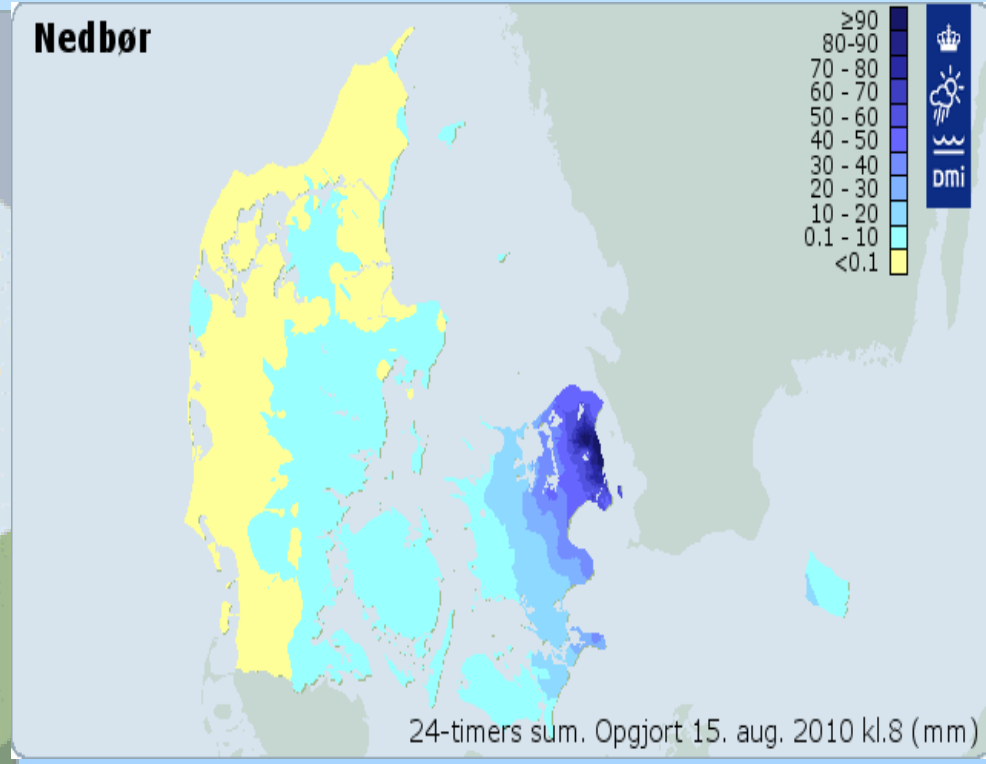 Nedbør
≥90
80-90
70 - 80
60 - 70
50 - 60
40 - 50
30 - 40
20 - 30
10 - 20
0.1 - 10
<0.1
DMi
24-timers sum. Opgjort 15. aug. 2010 kl.8 (mm)